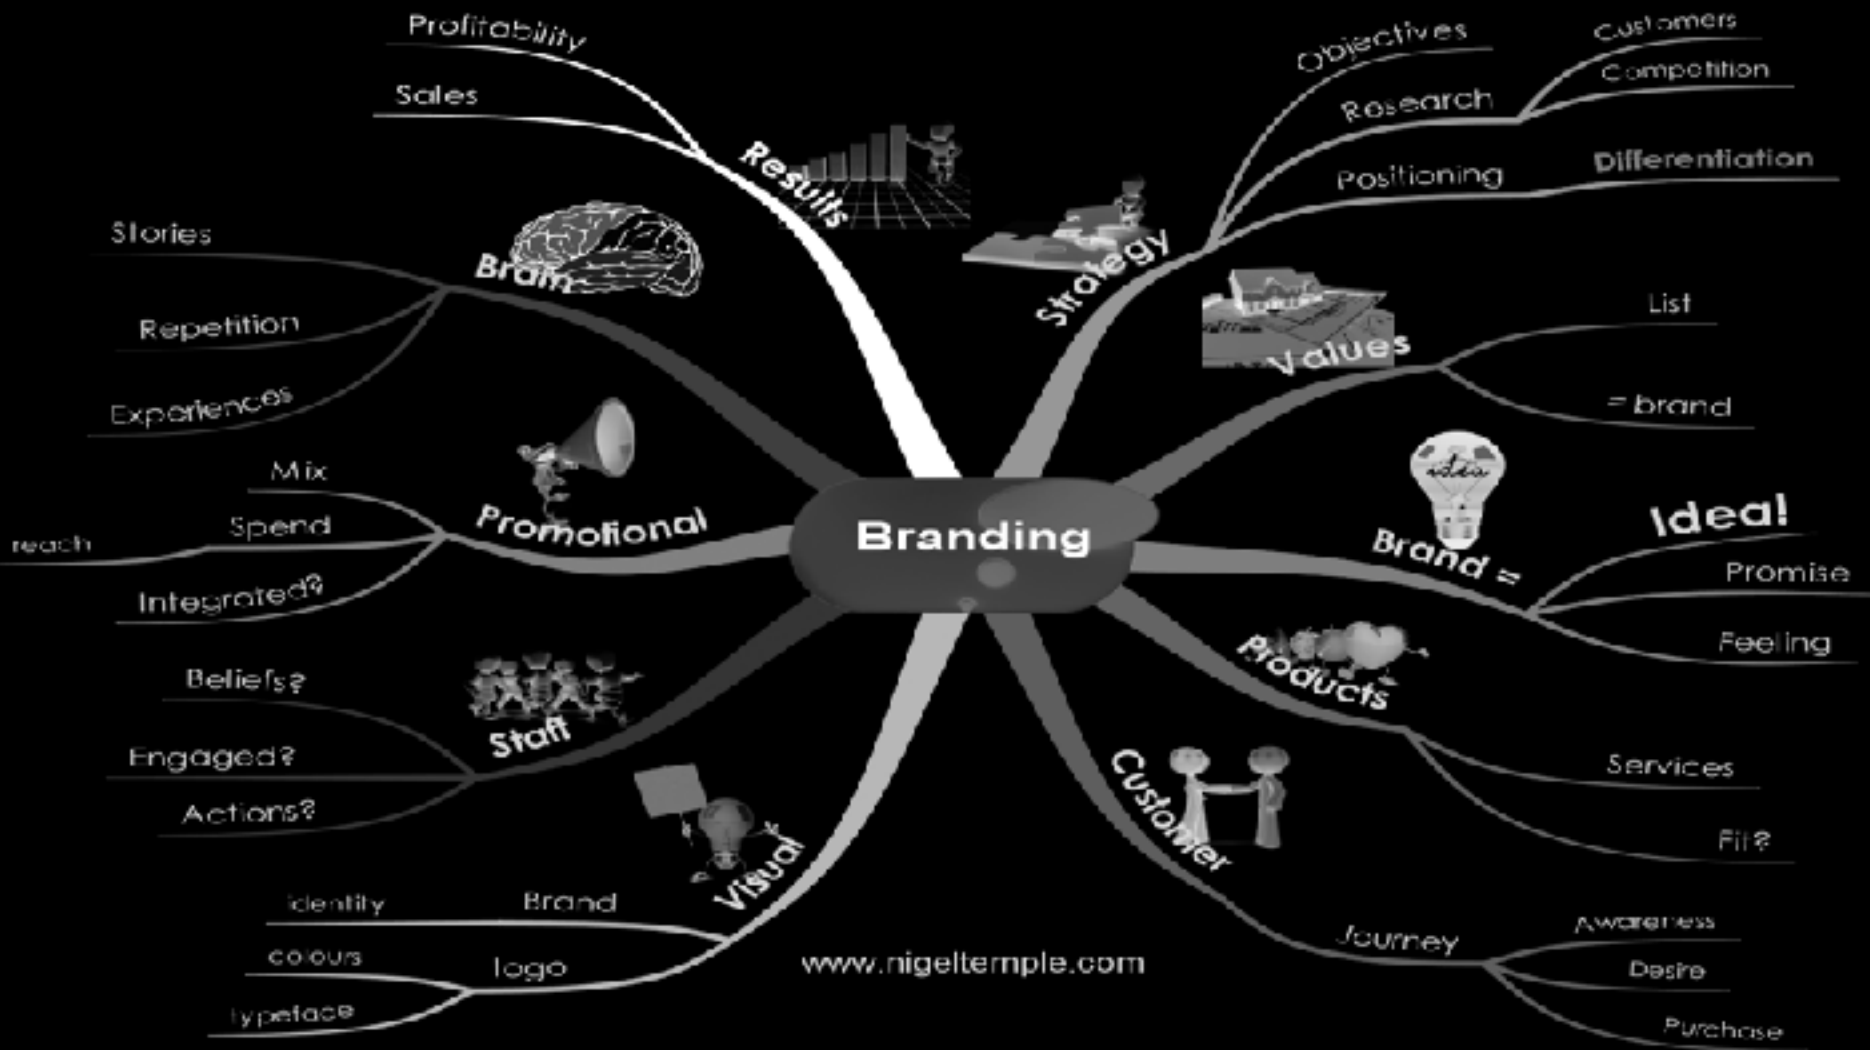 Branding
Strategy
Objectives
Research
Customers
Competition
Positioning
Differentiation
Values
List
= brand
Brand =
idea
Idea!
Promise
Feeling
Products
Services
Fit?
Customer
Journey
Awareness
Desire
Purchase
Visual
Brand
identity
logo
colours
typeface
Staff
Beliefs?
Engaged?
Actions?
Promotional
Mix
Spend
reach
Integrated?
Brain
Stories
Repetition
Experiences
Results
Profitability
Sales
www.nigeltemple.com